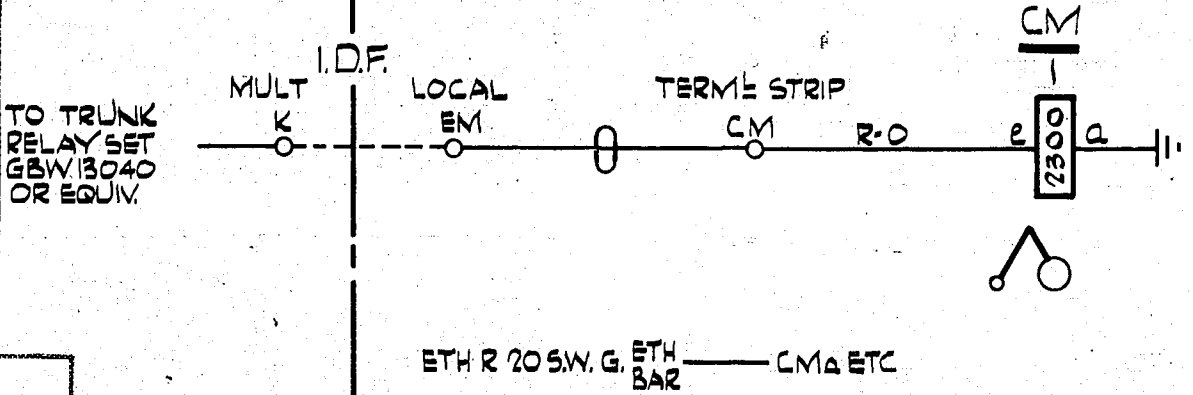 I.D.F.
TO TRUNK
RELAY SET
GBW.13040
OR EQUIV.
MULT
K
LOCAL
EM
TERML STRIP
CM
R-O
CM
e
2300
a
ETH R 20 S.W.G. ETH BAR CMa ETC